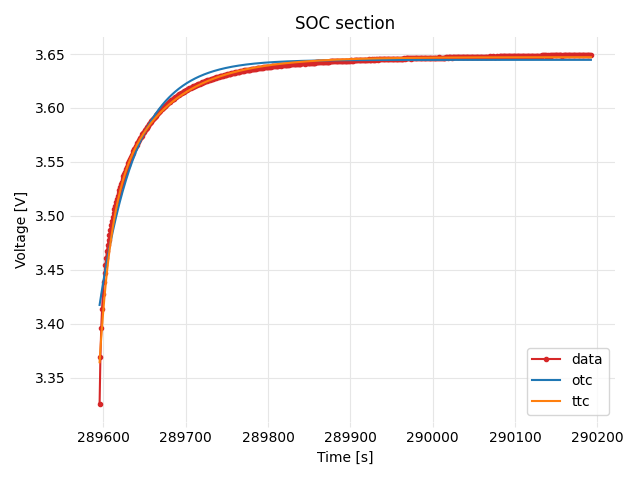 SOC section
Voltage [V]
3.65
3.60
3.55
3.50
3.45
3.40
3.35
data
otc
ttc
289600 289700 289800 289900 290000 290100 290200
Time [s]